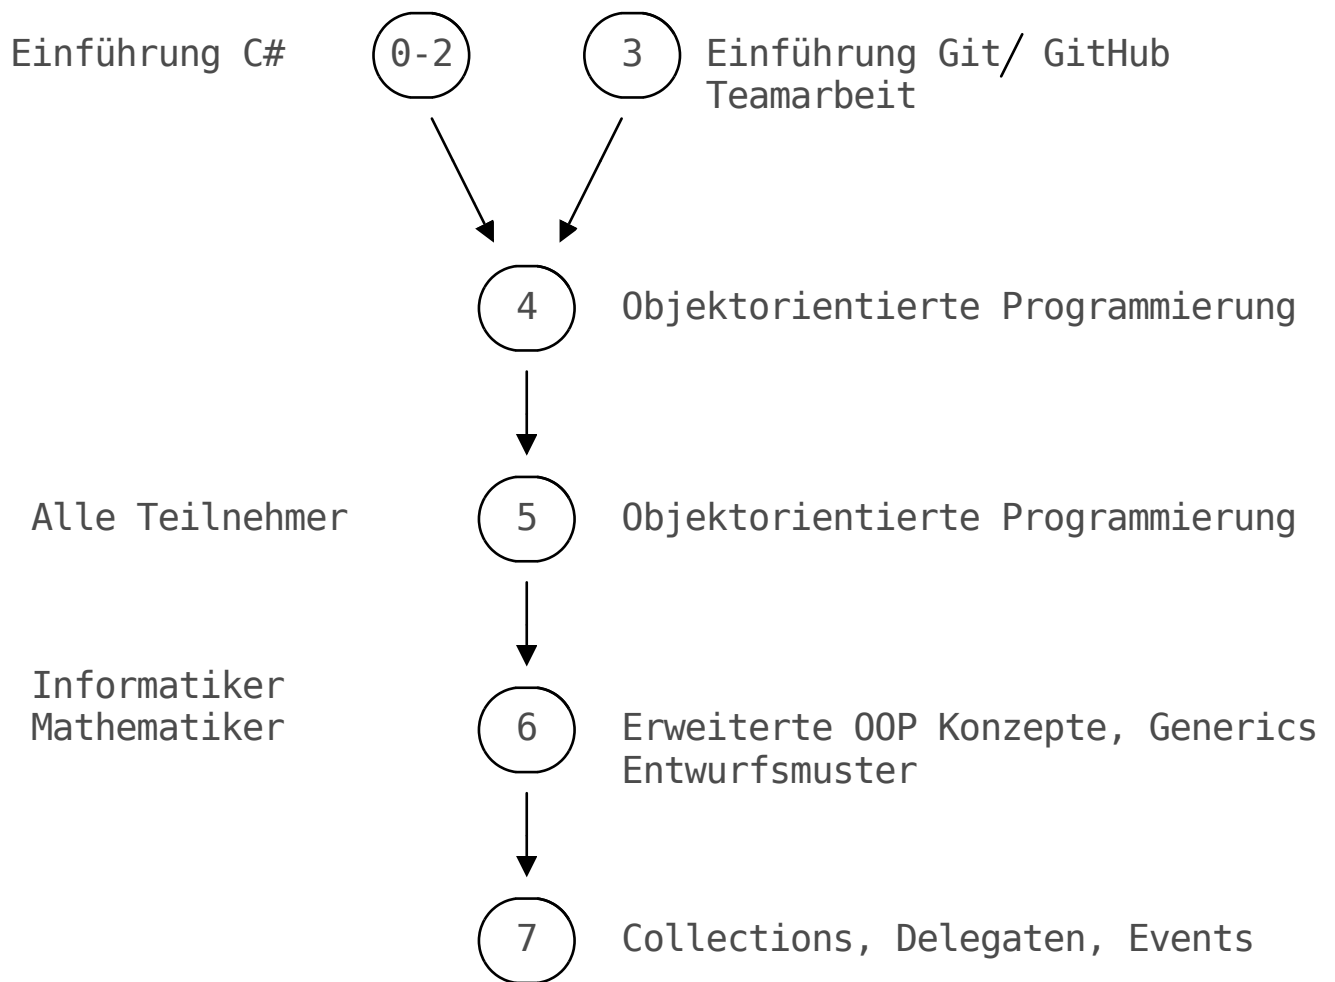 Einführung C# 0-2 3 Einführung Git/ GitHub
Teamarbeit
4 Objektorientierte Programmierung
Alle Teilnehmer 5 Objektorientierte Programmierung
Informatiker
Mathematiker 6 Erweiterte OOP Konzepte, Generics
Entwurfsmuster
7 Collections, Delegaten, Events